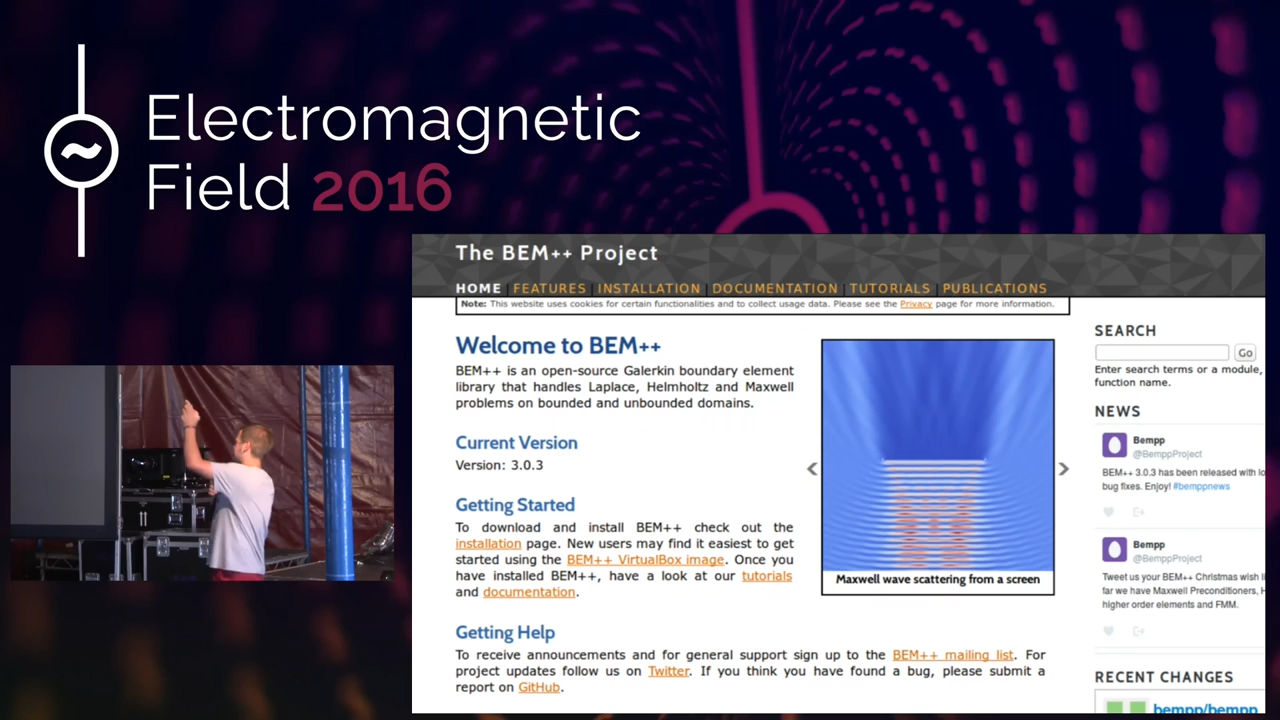 Electromagnetic
Field 2016
The BEM++ Project
HOME | FEATURES | INSTALLATION | DOCUMENTATION | TUTORIALS | PUBLICATIONS
Note: This website uses cookies for certain functionalities and to collect usage data. Please see the Privacy page for more information.
Welcome to BEM++
BEM++ is an open-source Galerkin boundary element
library that handles Laplace, Helmholtz and Maxwell
problems on bounded and unbounded domains.
Current Version
Version: 3.0.3
Getting Started
To download and install BEM++ check out the
installation page. New users may find it easiest to get
started using the BEM++ VirtualBox image. Once you
have installed BEM++, have a look at our tutorials
and documentation.
Maxwell wave scattering from a screen
Getting Help
To receive announcements and for general support sign up to the BEM++ mailing list. For
project updates follow us on Twitter. If you think you have found a bug, please submit a
report on GitHub.
SEARCH
Go
Enter search terms or a module,
function name.
NEWS
Bempp
@BemppProject
BEM++ 3.0.3 has been released with lo
bug fixes. Enjoy! #bemppnews
Bempp
@BemppProject
Tweet us your BEM++ Christmas wish li
far we have Maxwell Preconditioners, H
higher order elements and FMM.
RECENT CHANGES
bempp/bempp